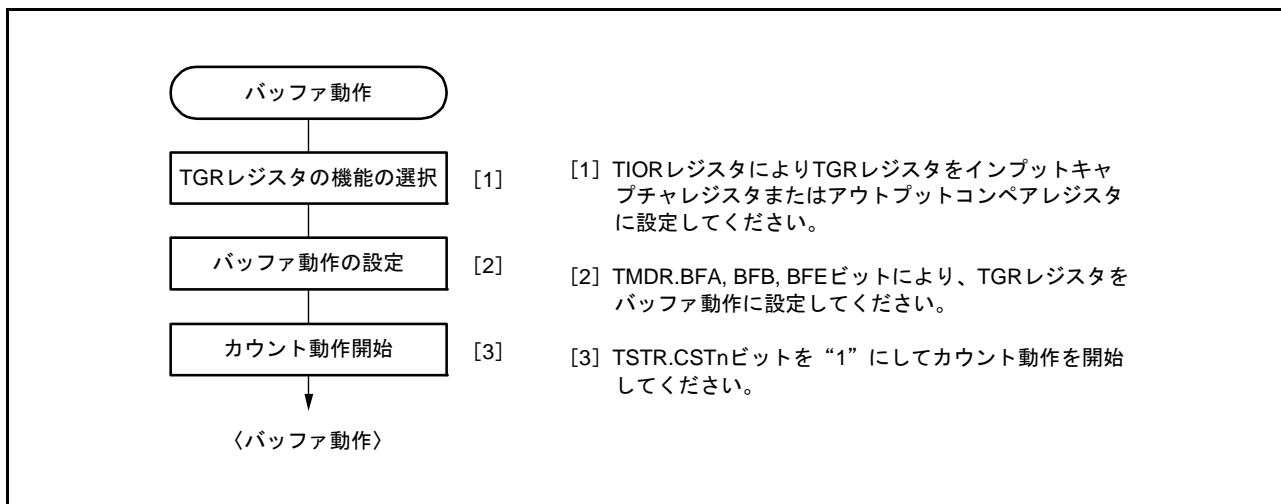 バッファ動作
TGRレジスタの機能の選択 [1]
バッファ動作の設定 [2]
カウント動作開始 [3]
〈バッファ動作〉
[1] TIORレジスタによりTGRレジスタをインプットキャ
プチャレジスタまたはアウトプットコンペアレジスタ
に設定してください。
[2] TMDR.BFA, BFB, BFEビットにより、TGRレジスタを
バッファ動作に設定してください。
[3] TSTR.CSTnビットを“1”にしてカウント動作を開始
してください。